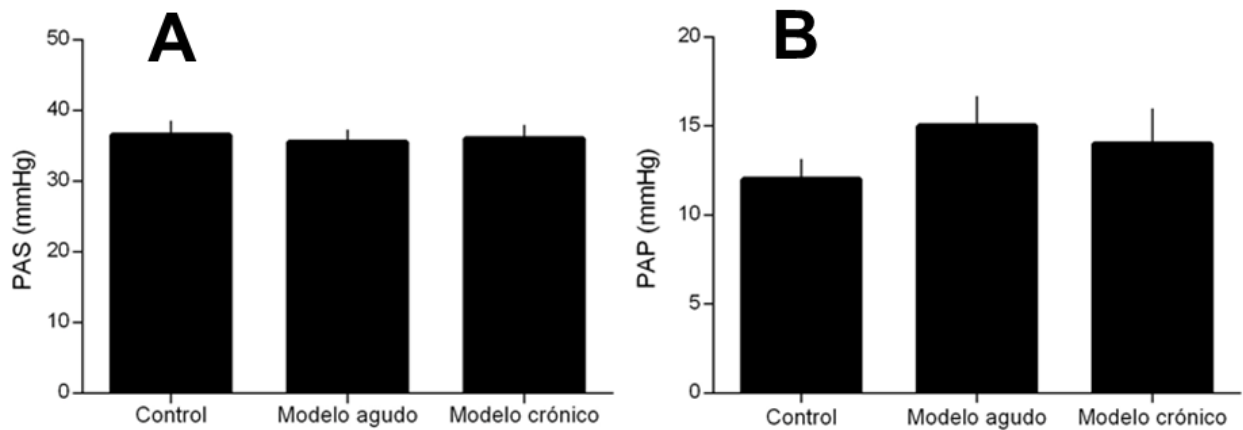 A
50
40
30
20
10
0
PAS (mmHg)
Control
Modelo agudo
Modelo crónico
B
20
15
10
5
0
PAP (mmHg)
Control
Modelo agudo
Modelo crónico